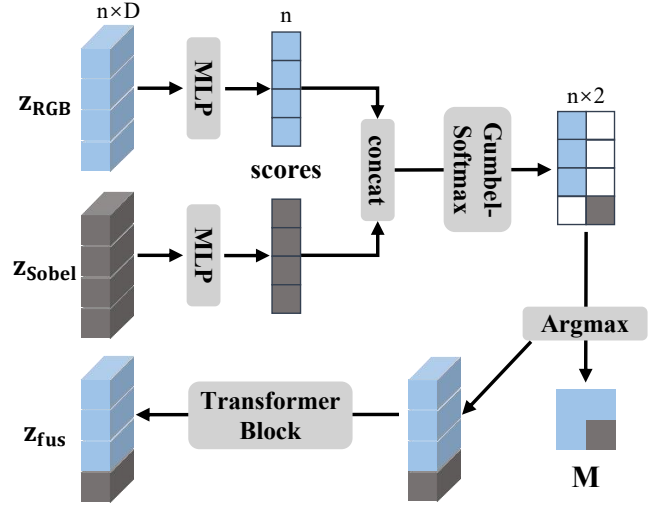 n×D
n
z_RGB
MLP
scores
concat
Gumbel-
Softmax
n×2
z_Sobel
MLP
Argmax
z_fus
Transformer
Block
M